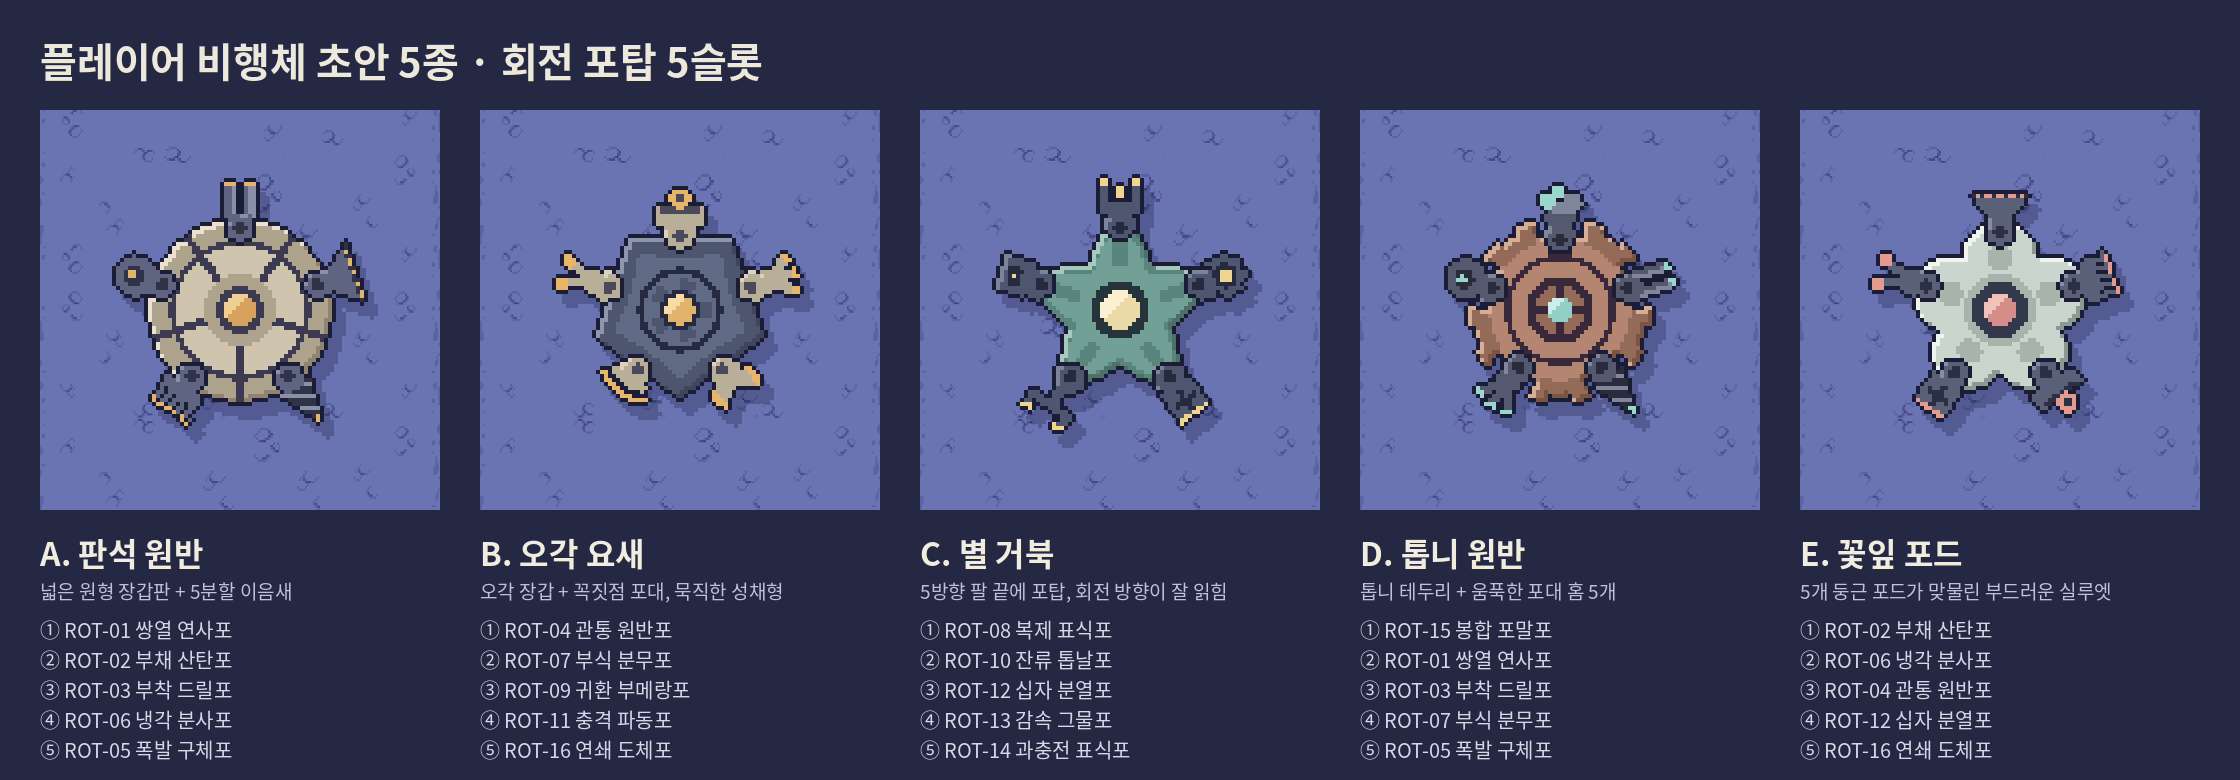 플레이어 비행체 초안 5종 · 회전 포탑 5슬롯
A. 판석 원반
넓은 원형 장갑판 + 5분할 이음새
① ROT-01 쌍열 연사포
② ROT-02 부채 산탄포
③ ROT-03 부착 드릴포
④ ROT-06 냉각 분사포
⑤ ROT-05 폭발 구체포
B. 오각 요새
오각 장갑 + 꼭짓점 포대, 묵직한 성채형
① ROT-04 관통 원반포
② ROT-07 부식 분무포
③ ROT-09 귀환 부메랑포
④ ROT-11 충격 파동포
⑤ ROT-16 연쇄 도체포
C. 별 거북
5방향 팔 끝에 포탑, 회전 방향이 잘 읽힘
① ROT-08 복제 표식포
② ROT-10 잔류 톱날포
③ ROT-12 십자 분열포
④ ROT-13 감속 그물포
⑤ ROT-14 과충전 표식포
D. 톱니 원반
톱니 테두리 + 움푹한 포대 홈 5개
① ROT-15 봉합 포말포
② ROT-01 쌍열 연사포
③ ROT-03 부착 드릴포
④ ROT-07 부식 분무포
⑤ ROT-05 폭발 구체포
E. 꽃잎 포드
5개 둥근 포드가 맞물린 부드러운 실루엣
① ROT-02 부채 산탄포
② ROT-06 냉각 분사포
③ ROT-04 관통 원반포
④ ROT-12 십자 분열포
⑤ ROT-16 연쇄 도체포